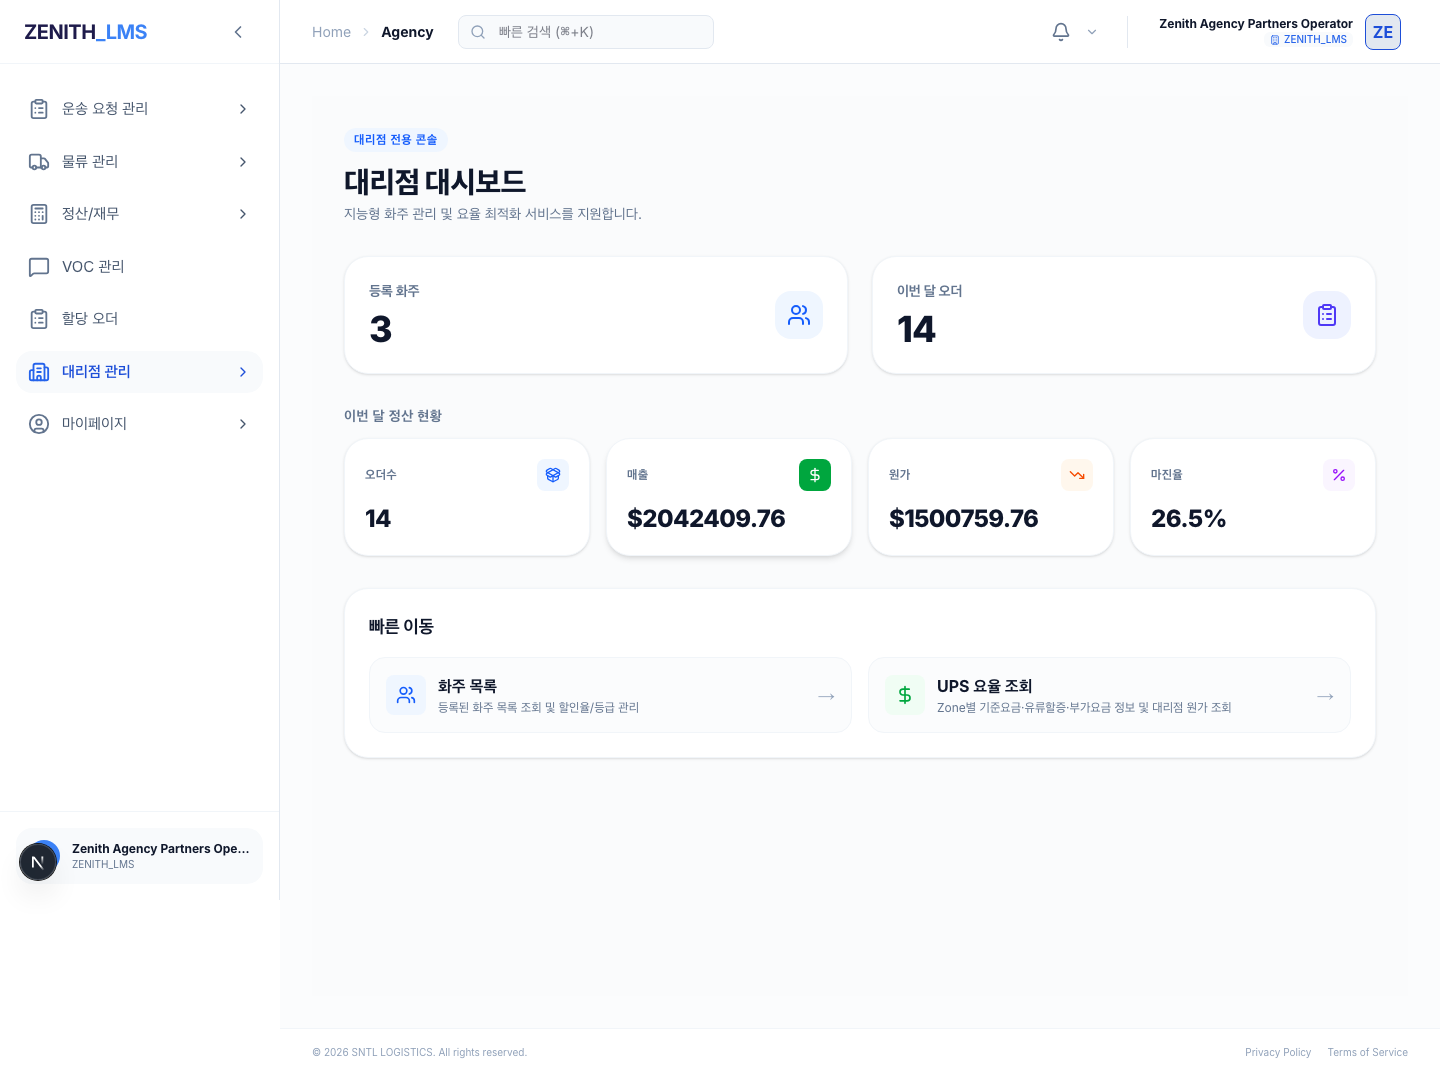 ZENITH_LMS
Home
Agency
빠른 검색 (⌘+K)
Zenith Agency Partners Operator
ZENITH_LMS
ZE
운송 요청 관리
물류 관리
정산/재무
VOC 관리
할당 오더
대리점 관리
마이페이지
대리점 전용 콘솔
대리점 대시보드
지능형 화주 관리 및 요율 최적화 서비스를 지원합니다.
등록 화주
3
이번 달 오더
14
이번 달 정산 현황
오더수
14
매출
$2042409.76
원가
$1500759.76
마진율
26.5%
빠른 이동
화주 목록
등록된 화주 목록 조회 및 할인율/등급 관리
→
UPS 요율 조회
Zone별 기준요금·유류할증·부가요금 정보 및 대리점 원가 조회
→
Zenith Agency Partners Ope...
ZENITH_LMS
N
© 2026 SNTL LOGISTICS. All rights reserved.
Privacy Policy
Terms of Service